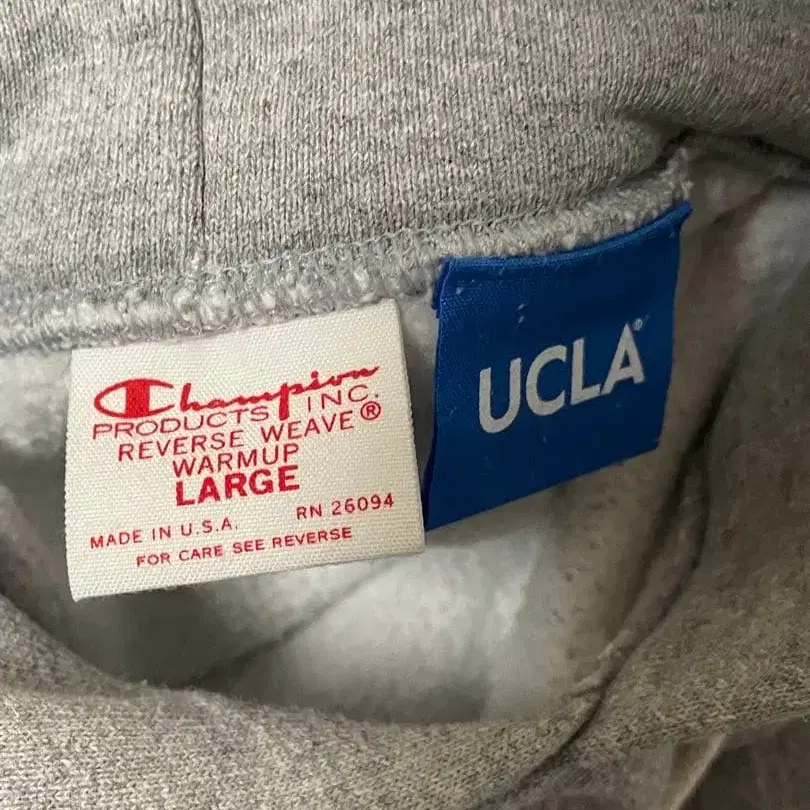 Champion
PRODUCTS INC.
REVERSE WEAVE®
WARMUP
LARGE
MADE IN U.S.A. RN 26094
FOR CARE SEE REVERSE
UCLA®